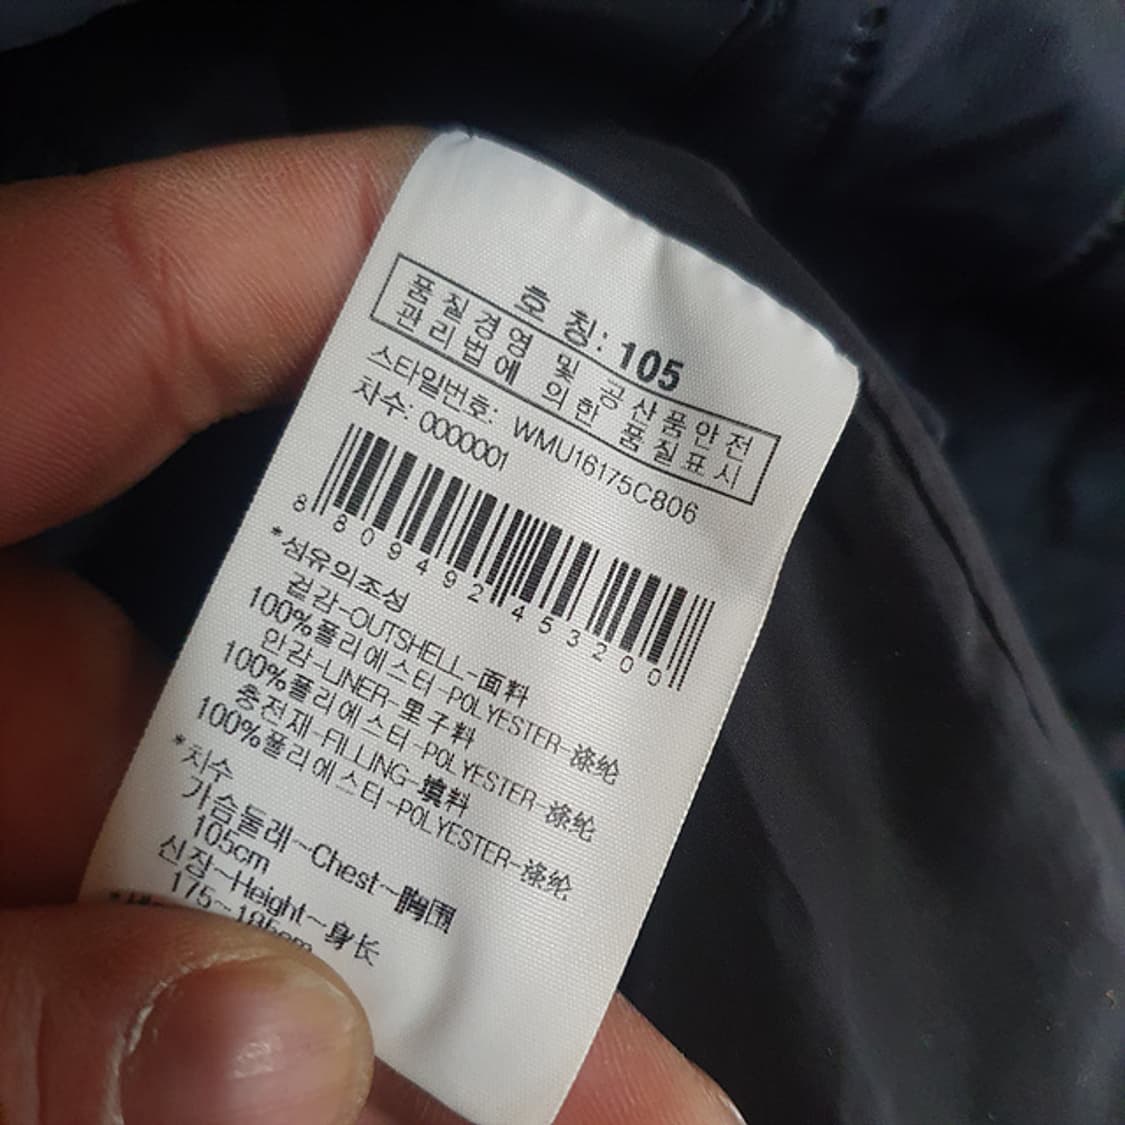 호 칭: 105
품질경영 및 공산품안전
관리법에 의한 품질표시
스타일번호: WMU16175C806
차수: 0000001
8 809492 453200
*섬유의조성
겉감-OUTSHELL-面料
100%폴리에스터-POLYESTER-涤纶
안감-LINER-里子料
100%폴리에스터-POLYESTER-涤纶
충전재-FILLING-填料
100%폴리에스터-POLYESTER-涤纶
*치수
가슴둘레~Chest~胸围
105cm
신장~Height~身长
175~185cm